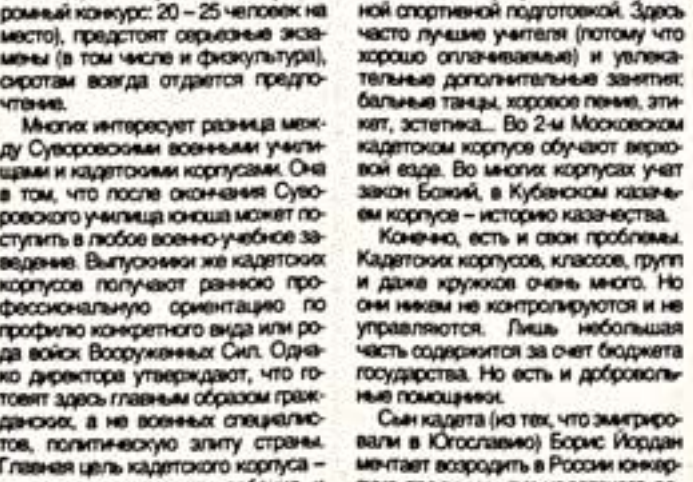 ромный конкурс: 20 – 25 человек на
место), предстоят серьезные экза-
мены (в том числе и физкультура),
сиротам всегда отдается предпо-
чтение.
Многих интересует разница меж-
ду Суворовскими военными учили-
щами и кадетскими корпусами. Она
в том, что после окончания Суво-
ровского училища юноша может по-
ступить в любое военно-учебное за-
ведение. Выпускники же кадетских
корпусов получают раннюю про-
фессиональную ориентацию по
профилю конкретного вида или ро-
да войск Вооруженных Сил. Одна-
ко директора утверждают, что го-
товят здесь главным образом граж-
данских, а не военных специалис-
тов, политическую элиту страны.
Главная цель кадетского корпуса –
ной спортивной подготовкой. Здесь
часто лучшие учителя (потому что
хорошо оплачиваемые) и увлека-
тельные дополнительные занятия:
бальные танцы, хоровое пение, эти-
кет, эстетика... Во 2-м Московском
кадетском корпусе обучают верхо-
вой езде. Во многих корпусах учат
закон Божий, в Кубанском казачь-
ем корпусе – историю казачества.
Конечно, есть и свои проблемы.
Кадетских корпусов, классов, групп
и даже кружков очень много. Но
они никем не контролируются и не
управляются. Лишь небольшая
часть содержится за счет бюджета
государства. Но есть и доброволь-
ные помощники.
Сын кадета (из тех, что эмигриро-
вали в Югославию) Борис Йордан
мечтает возродить в России юнкер-